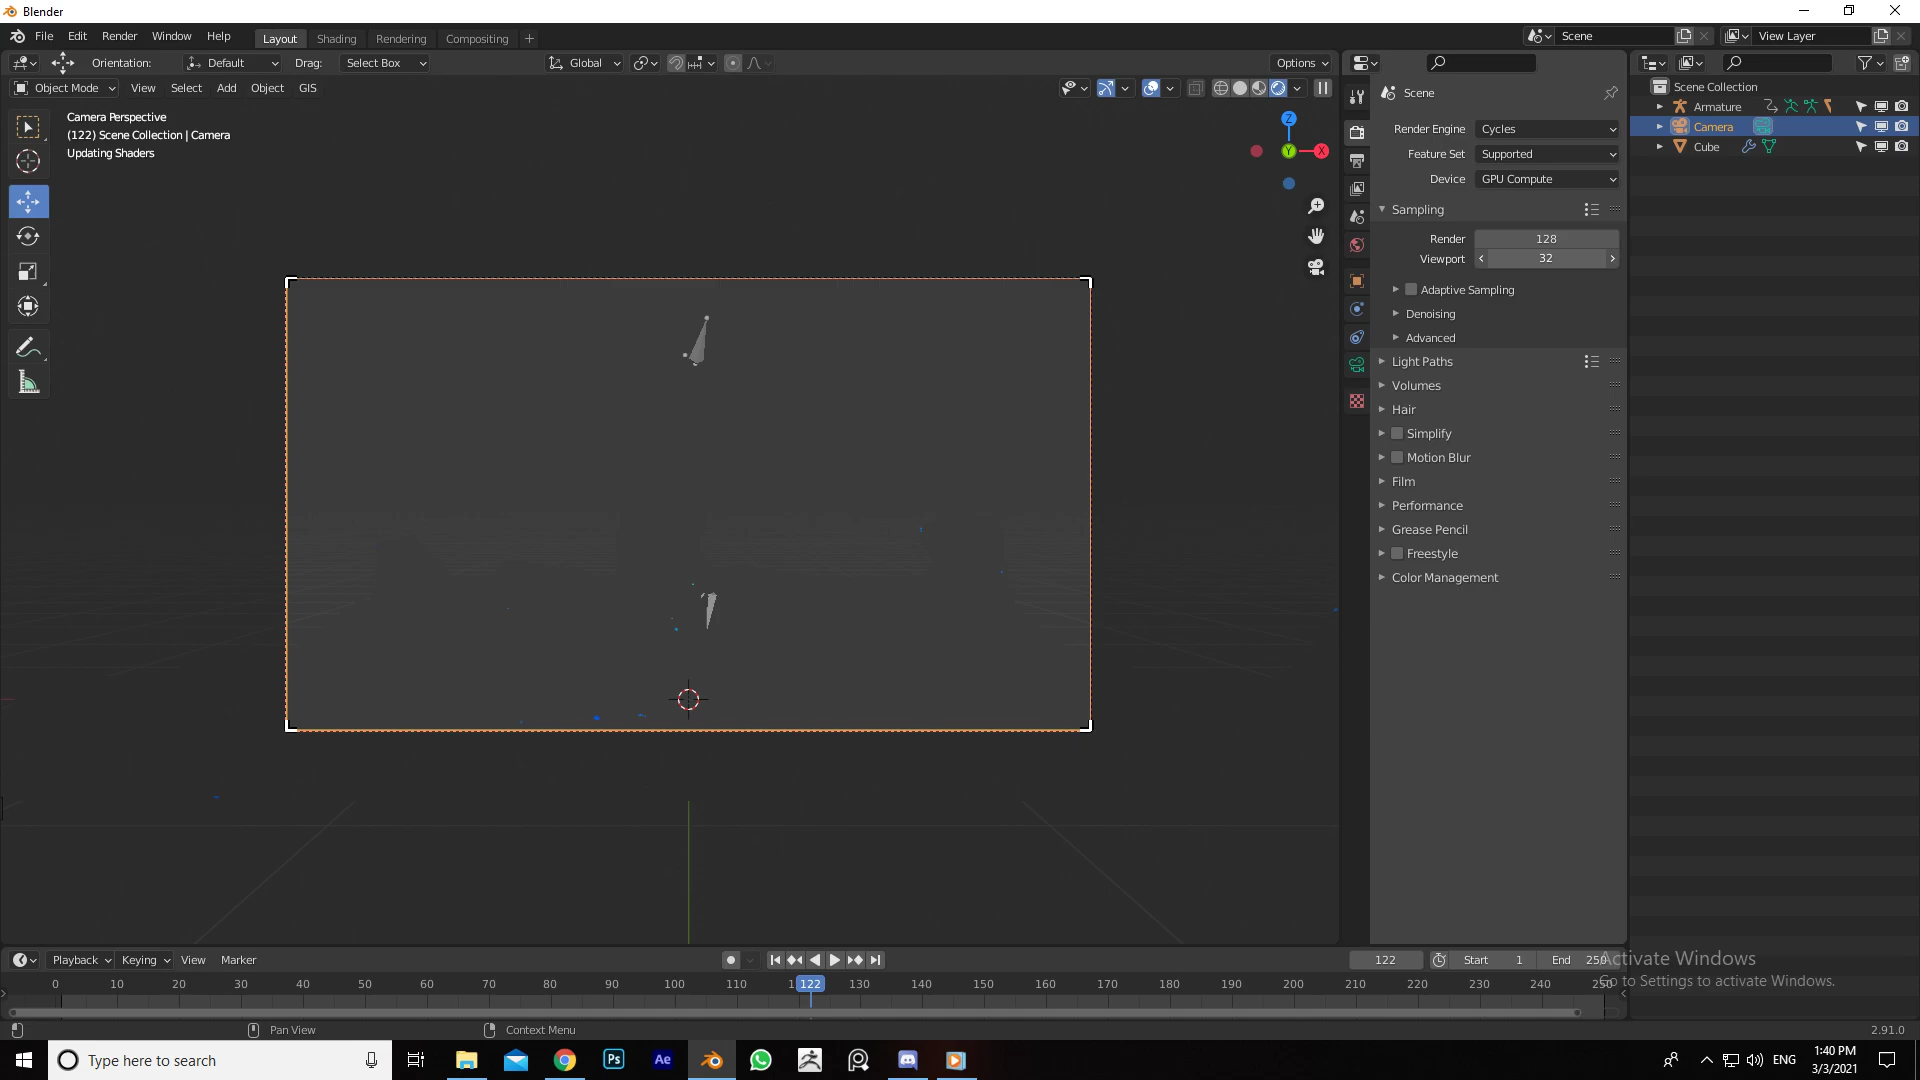 Blender
File Edit Render Window Help Layout Shading Rendering Compositing + Scene View Layer
Orientation: Default Drag: Select Box Global Options
Object Mode View Select Add Object GIS
Camera Perspective
(122) Scene Collection | Camera
Updating Shaders
Z
Y
X
Scene
Render Engine Cycles
Feature Set Supported
Device GPU Compute
Sampling
Render 128
Viewport 32
Adaptive Sampling
Denoising
Advanced
Light Paths
Volumes
Hair
Simplify
Motion Blur
Film
Performance
Grease Pencil
Freestyle
Color Management
Scene Collection
Armature
Camera
Cube
Playback Keying View Marker 122 Start 1 End 250
0 10 20 30 40 50 60 70 80 90 100 110 1 122 130 140 150 160 170 180 190 200 210 220 230 240 250
Activate Windows
Go to Settings to activate Windows.
Pan View Context Menu 2.91.0
Type here to search Ps Ae ENG 1:40 PM
3/3/2021